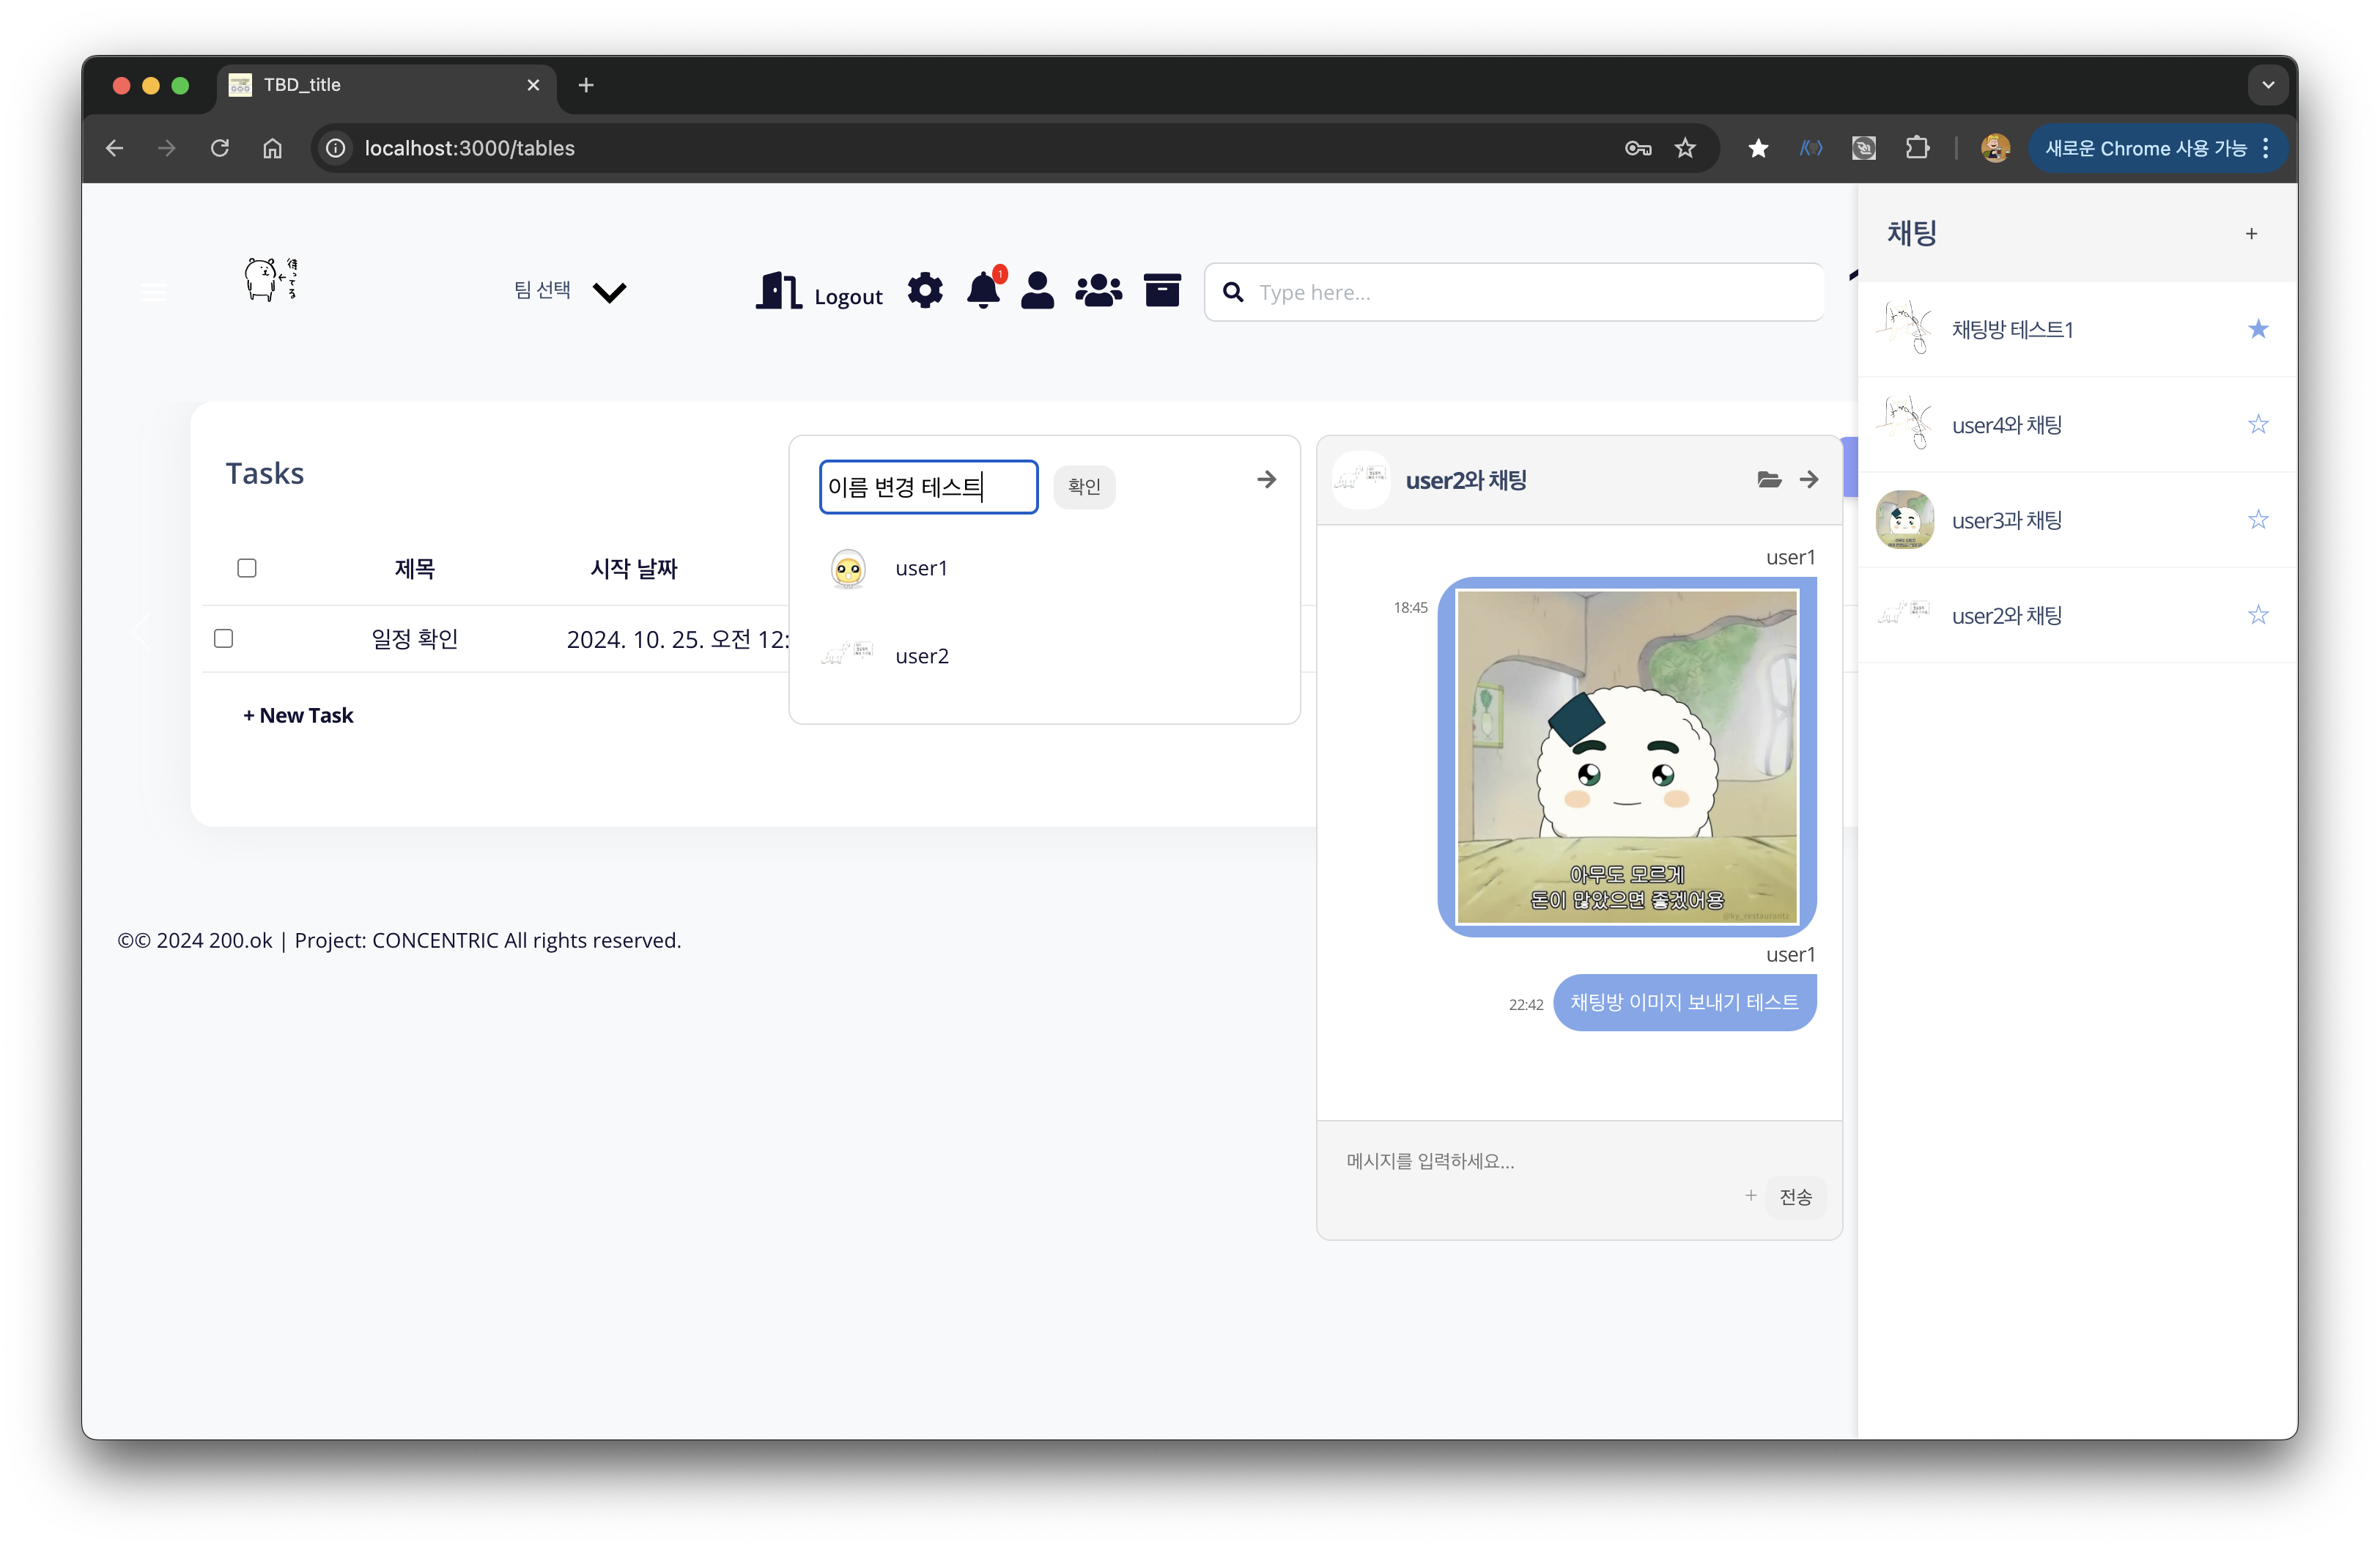 TBD_title
localhost:3000/tables
새로운 Chrome 사용 가능
待ってる
팀 선택
Logout
1
Type here...
채팅
+
채팅방 테스트1
user4와 채팅
user3과 채팅
user2와 채팅
Tasks
제목
시작 날짜
일정 확인
2024. 10. 25. 오전 12:
+ New Task
이름 변경 테스트
확인
user1
user2
user2와 채팅
user1
18:45
아무도 모르게
돈이 많았으면 좋겠어용
@ky_restaurantz
user1
22:42
채팅방 이미지 보내기 테스트
메시지를 입력하세요...
+
전송
©© 2024 200.ok | Project: CONCENTRIC All rights reserved.